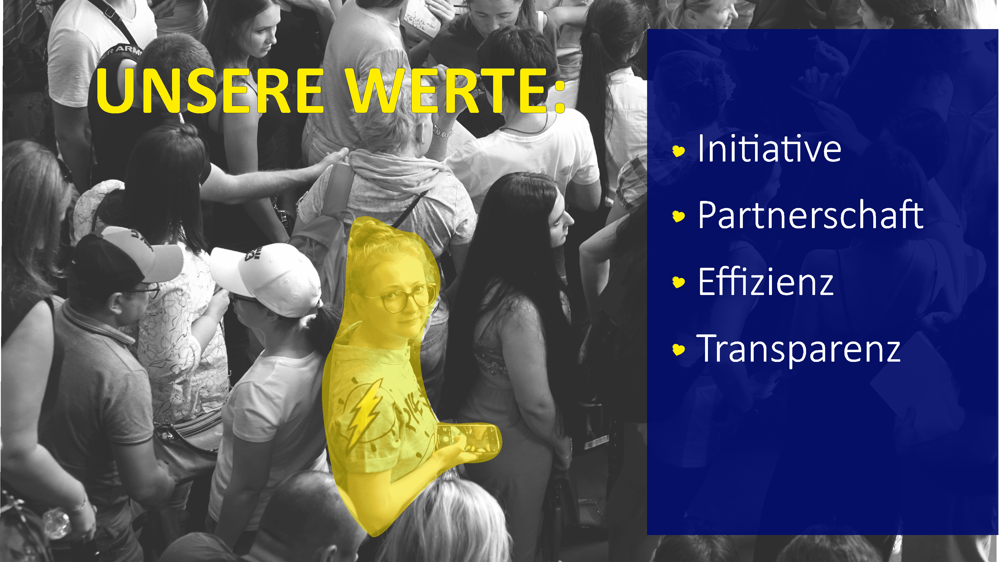 UNSERE WERTE:
Initiative
Partnerschaft
Effizienz
Transparenz